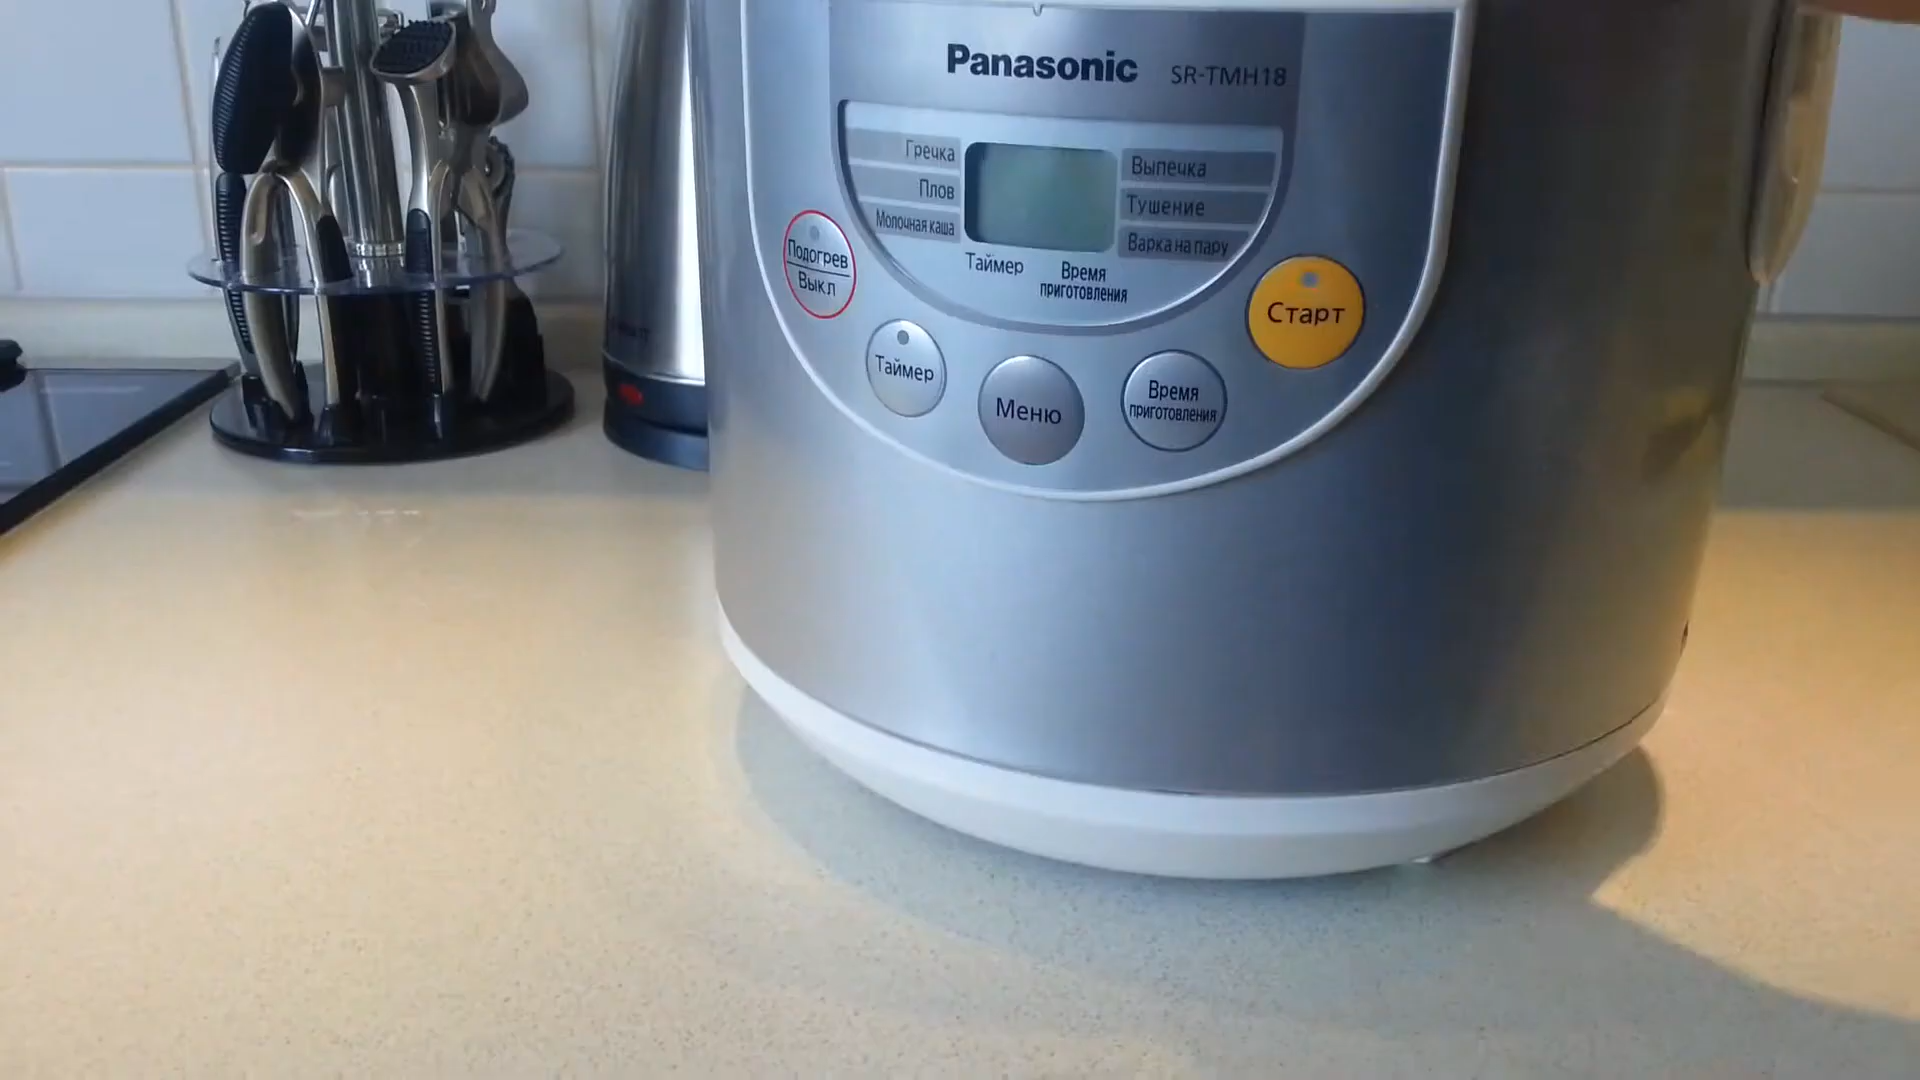 Panasonic SR-TMH18
Гречка
Плов
Молочная каша
Выпечка
Тушение
Варка на пару
Таймер
Время
приготовления
Подогрев
Выкл
Таймер
Меню
Время
приготовления
Старт